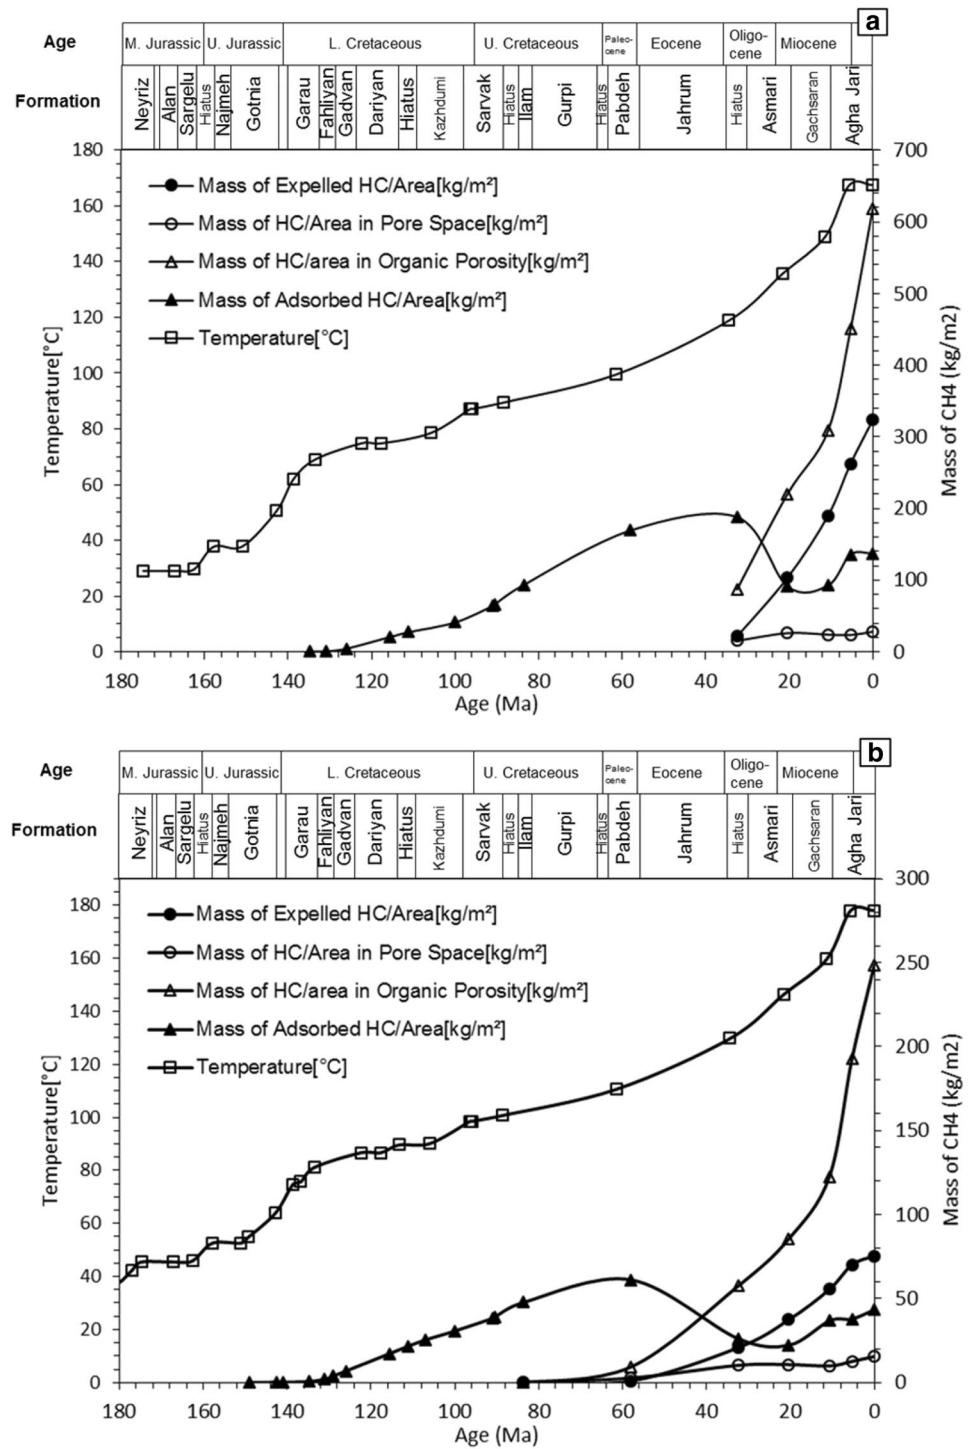 a
Age
M. Jurassic U. Jurassic L. Cretaceous U. Cretaceous Paleo- cene Eocene Oligo- cene Miocene
Formation
Neyriz Alan Sargelu Hiatus Najmeh Gotnia Garau Fahliyan Gadvan Dariyan Hiatus Kazhdumi Sarvak Hiatus Ilam Gurpi Hiatus Pabdeh Jahrum Hiatus Asmari Gachsaran Agha Jari
Mass of Expelled HC/Area[kg/m²]
Mass of HC/Area in Pore Space[kg/m²]
Mass of HC/area in Organic Porosity[kg/m²]
Mass of Adsorbed HC/Area[kg/m²]
Temperature[°C]
180
160
140
120
100
80
60
40
20
0
Temperature[°C]
700
600
500
400
300
200
100
0
Mass of CH4 (kg/m2)
180 160 140 120 100 80 60 40 20 0
Age (Ma)
b
Age
M. Jurassic U. Jurassic L. Cretaceous U. Cretaceous Paleo- cene Eocene Oligo- cene Miocene
Formation
Neyriz Alan Sargelu Hiatus Najmeh Gotnia Garau Fahliyan Gadvan Dariyan Hiatus Kazhdumi Sarvak Hiatus Ilam Gurpi Hiatus Pabdeh Jahrum Hiatus Asmari Gachsaran Agha Jari
Mass of Expelled HC/Area[kg/m²]
Mass of HC/Area in Pore Space[kg/m²]
Mass of HC/area in Organic Porosity[kg/m²]
Mass of Adsorbed HC/Area[kg/m²]
Temperature[°C]
180
160
140
120
100
80
60
40
20
0
Temperature[°C]
300
250
200
150
100
50
0
Mass of CH4 (kg/m2)
180 160 140 120 100 80 60 40 20 0
Age (Ma)